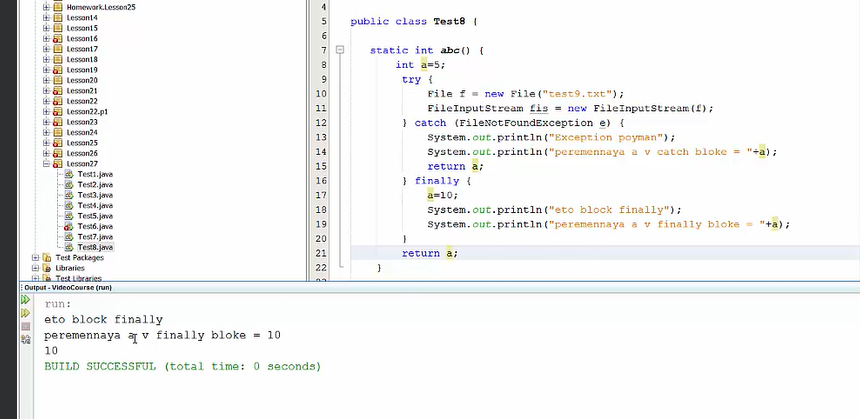 Homework.Lesson25
Lesson14
Lesson15
Lesson16
Lesson17
Lesson18
Lesson19
Lesson20
Lesson21
Lesson22
Lesson22.p1
Lesson23
Lesson24
Lesson25
Lesson26
Lesson27
Test1.java
Test2.java
Test3.java
Test4.java
Test5.java
Test6.java
Test7.java
Test8.java
Test Packages
Libraries
Test Libraries
4
5 public class Test8 {
6
7 static int abc() {
8 int a=5;
9 try {
10 File f = new File("test9.txt");
11 FileInputStream fis = new FileInputStream(f);
12 } catch (FileNotFoundException e) {
13 System.out.println("Exception poyman");
14 System.out.println("peremennaya a v catch bloke = "+a);
15 return a;
16 } finally {
17 a=10;
18 System.out.println("eto block finally");
19 System.out.println("peremennaya a v finally bloke = "+a);
20 }
21 return a;
22 }
Output - VideoCourse (run)
run:
eto block finally
peremennaya a v finally bloke = 10
10
BUILD SUCCESSFUL (total time: 0 seconds)